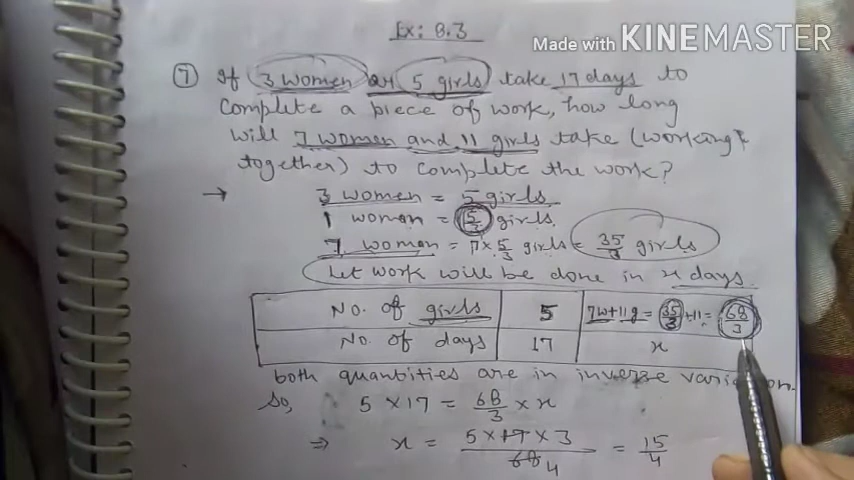 Ex: 8.3
Made with KINEMASTER
7 If 3 women or 5 girls take 17 days to
complete a piece of work, how long
will 7 women and 11 girls take (working
together) to complete the work?
→ 3 women = 5 girls
1 woman = 5/3 girls.
7 women = 7 × 5/3 girls = 35/3 girls
Let work will be done in x days.
No. of girls 5 7w+11g = 35/3 +11 = 68/3
No. of days 17 x
both quantities are in inverse variation.
So, 5 × 17 = 68/3 × x
⇒ x = 5 × 17 × 3 / 68 4 = 15/4